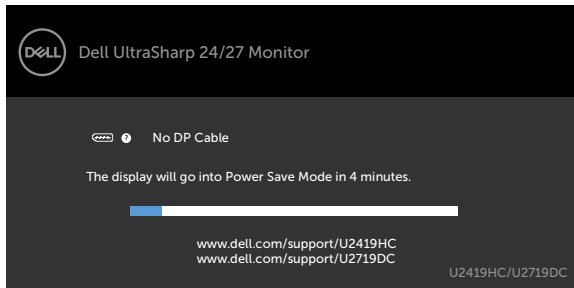 DELL
Dell UltraSharp 24/27 Monitor
? No DP Cable
The display will go into Power Save Mode in 4 minutes.
www.dell.com/support/U2419HC
www.dell.com/support/U2719DC
U2419HC/U2719DC